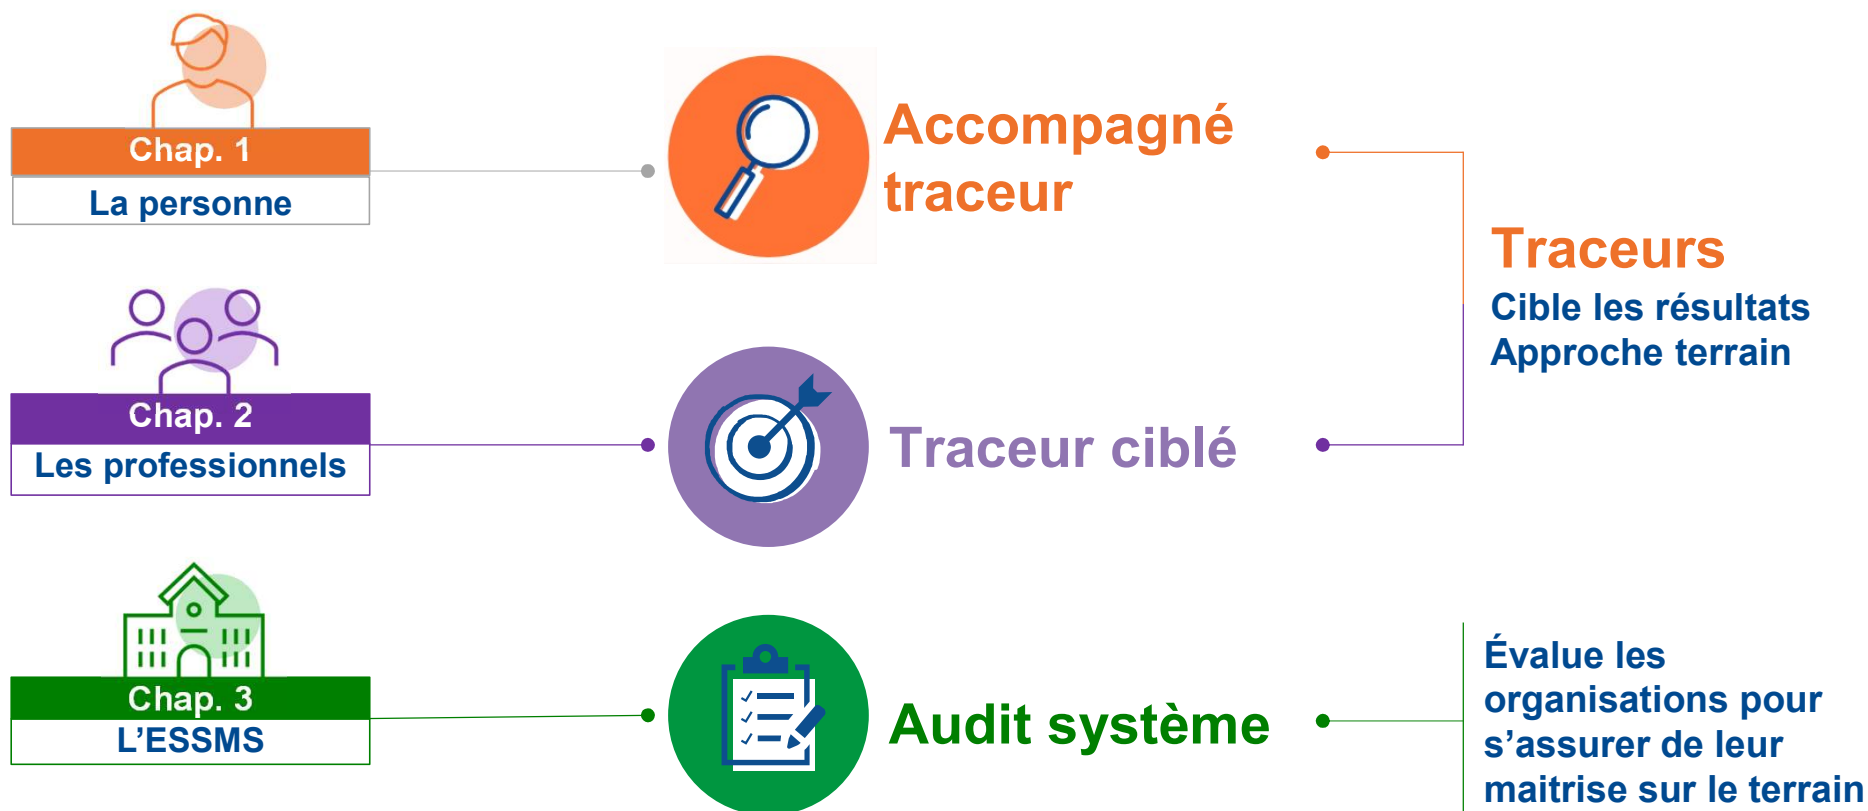 Chap. 1
La personne
Accompagné
traceur
Traceurs
Cible les résultats
Approche terrain
Chap. 2
Les professionnels
Traceur ciblé
Chap. 3
L’ESSMS
Audit système
Évalue les
organisations pour
s’assurer de leur
maitrise sur le terrain